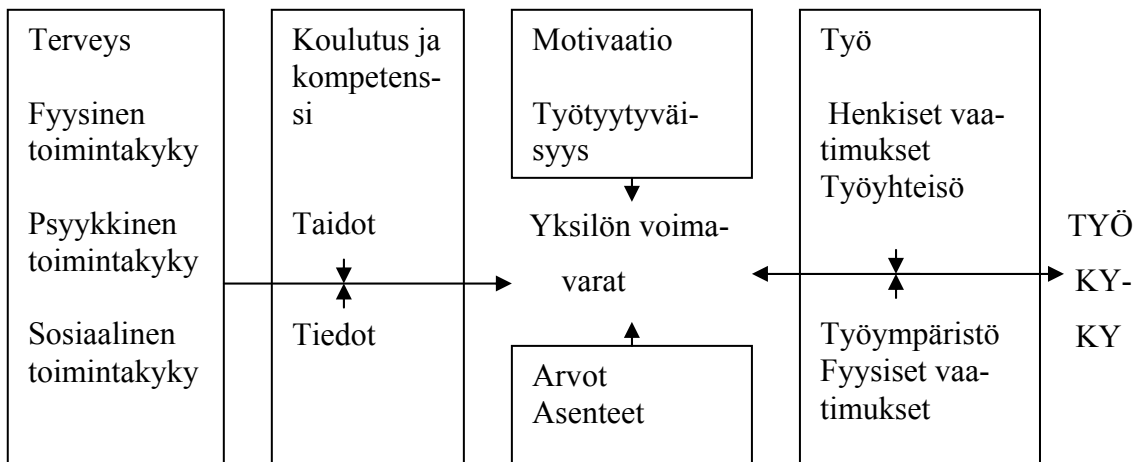 Terveys
Fyysinen
toimintakyky
Psyykkinen
toimintakyky
Sosiaalinen
toimintakyky
Koulutus ja
kompetens-
si
Taidot
Tiedot
Motivaatio
Työtyytyväi-
syys
Yksilön voima-
varat
Arvot
Asenteet
Työ
Henkiset vaa-
timukset
Työyhteisö
Työympäristö
Fyysiset vaa-
timukset
TYÖ
KY-
KY